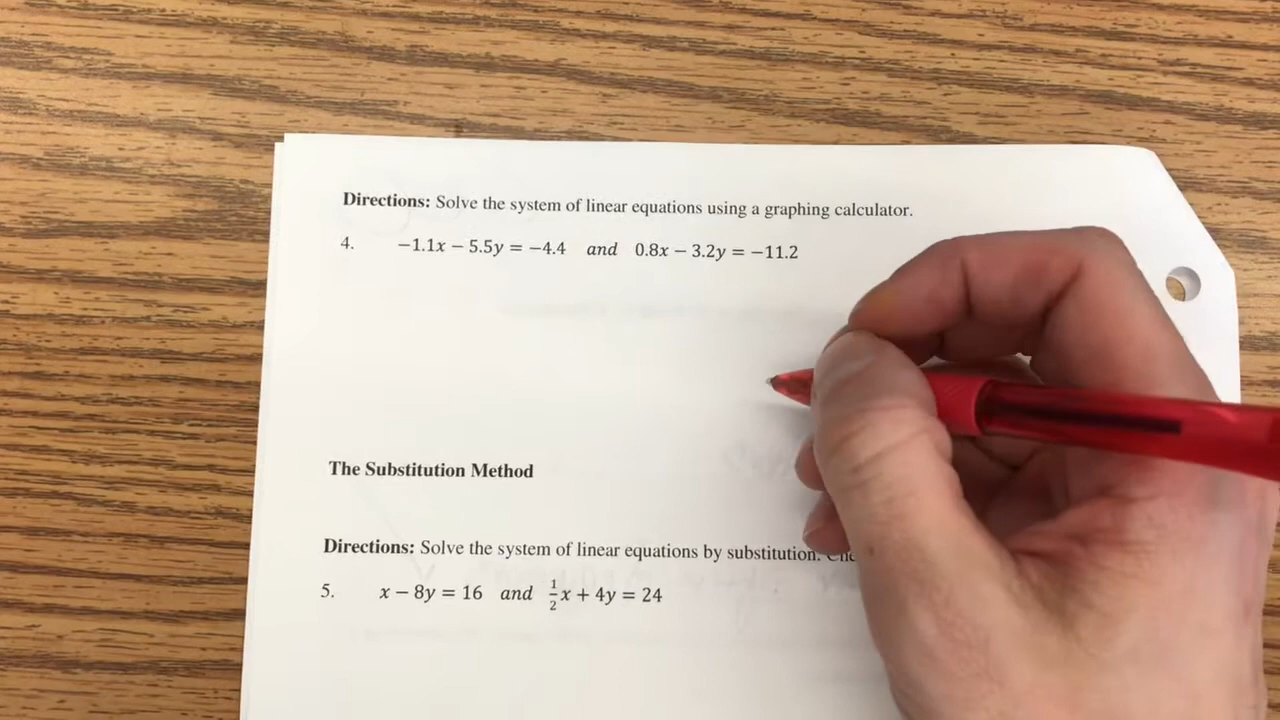 Directions: Solve the system of linear equations using a graphing calculator.
4. −1.1x − 5.5y = −4.4 and 0.8x − 3.2y = −11.2
The Substitution Method
Directions: Solve the system of linear equations by substitution.
5. x − 8y = 16 and 1/2x + 4y = 24